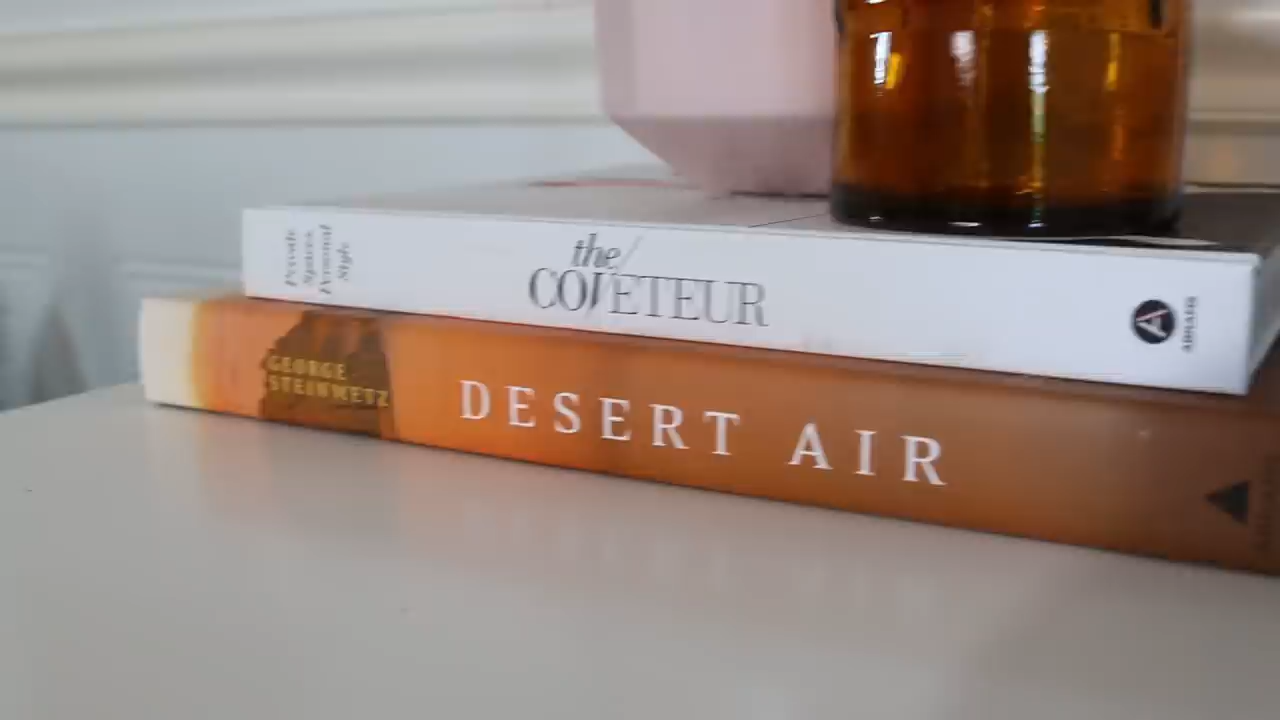 Private
Spaces,
Personal
Style
the/
COVETEUR
A
ABRAMS
GEORGE
STEINMETZ
DESERT AIR